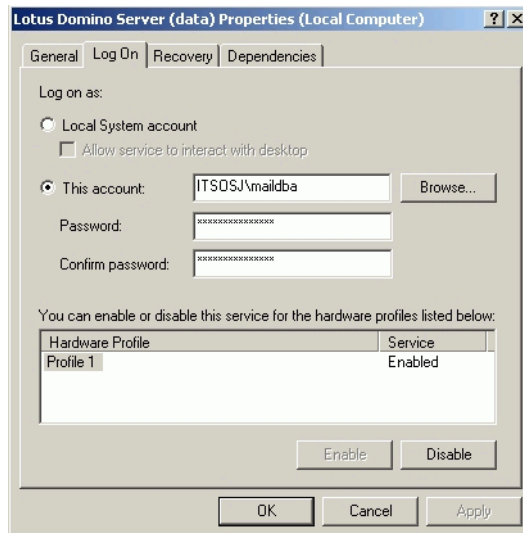 Lotus Domino Server (data) Properties (Local Computer)
General Log On Recovery Dependencies
Log on as:
Local System account
Allow service to interact with desktop
This account: ITSOSJ\maildba Browse...
Password: ***************
Confirm password: ***************
You can enable or disable this service for the hardware profiles listed below:
Hardware Profile Service
Profile 1 Enabled
Enable Disable
OK Cancel Apply